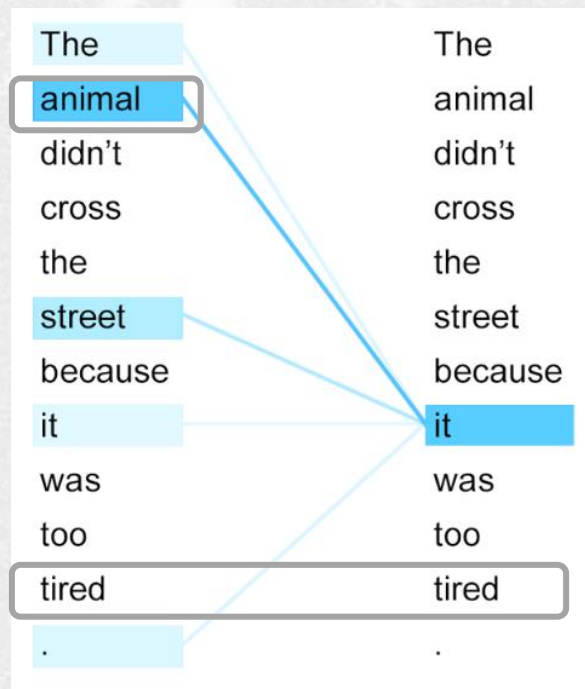 The The
animal animal
didn’t didn’t
cross cross
the the
street street
because because
it it
was was
too too
tired tired
. .